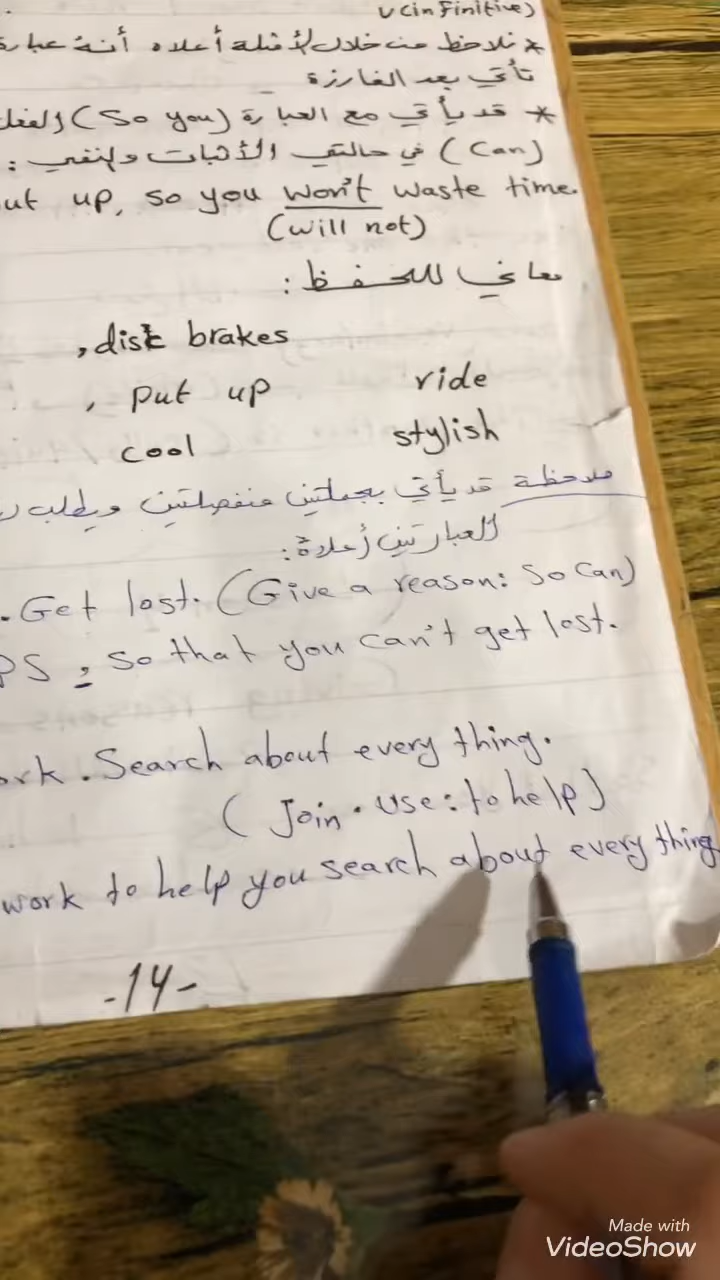 v(infinitive)
* نلاحظ من خلال الأمثلة أعلاه أنه عبارة
تأتي بعد الفارزة
* قد يأتي مع العبارة (So you) الفعل
(can) في حالتي الأثبات والنفي :
ut up, so you won't waste time.
(will not)
معاني للحفظ :
, disk brakes
, put up ride
cool stylish
ملاحظة قد يأتي بجملتين منفصلتين ويطلب
العبارتين أعلاه :
. Get lost. (Give a reason: so can)
PS, so that you can't get lost.
ork. Search about every thing.
(Join. use: to help)
work to help you search about every thing
-14-
Made with
VideoShow